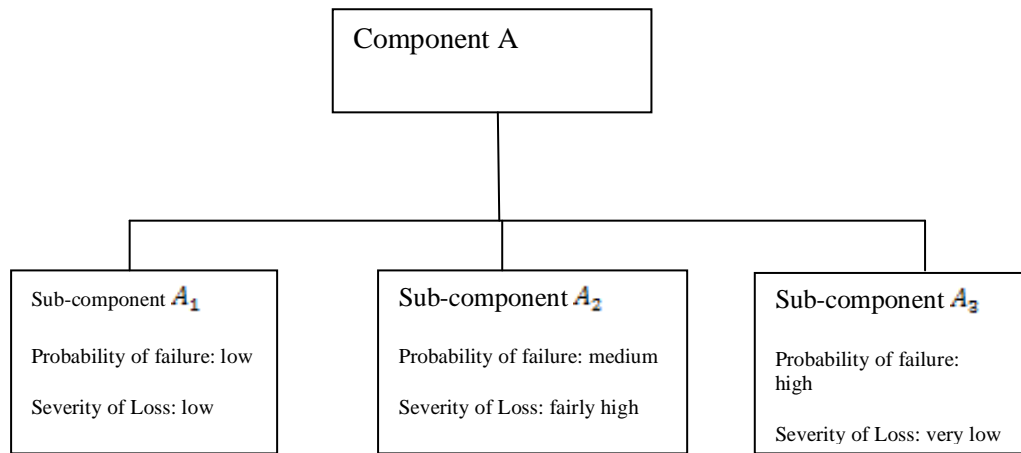 Component A
Sub-component A₁
Probability of failure: low
Severity of Loss: low
Sub-component A₂
Probability of failure: medium
Severity of Loss: fairly high
Sub-component A₃
Probability of failure:
high
Severity of Loss: very low